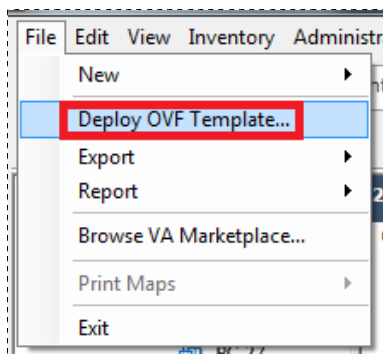 File Edit View Inventory Administr
New
Deploy OVF Template...
Export
Report
Browse VA Marketplace...
Print Maps
Exit